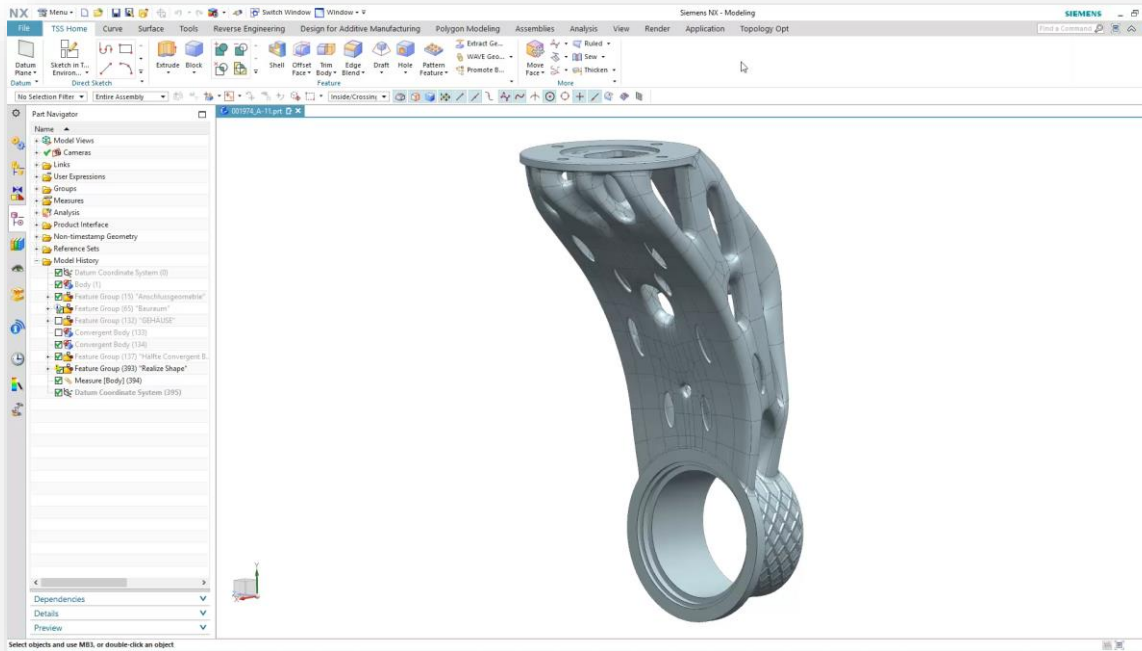 NX Menu Switch Window Window Siemens NX - Modeling SIEMENS
File TSS Home Curve Surface Tools Reverse Engineering Design for Additive Manufacturing Polygon Modeling Assemblies Analysis View Render Application Topology Opt Find a Command
Extract Ge... Ruled
WAVE Geo... Sew
Promote B... Thicken
Datum Plane Sketch in T... Environ... Extrude Block Shell Offset Face Trim Body Edge Blend Draft Hole Pattern Feature Move Face
Datum Direct Sketch Feature More
No Selection Filter Entire Assembly Inside/Crossing
Part Navigator 001974_A-11.prt
Name
Model Views
Cameras
Links
User Expressions
Groups
Measures
Analysis
Product Interface
Non-timestamp Geometry
Reference Sets
Model History
Datum Coordinate System (0)
Body (1)
Feature Group (15) "Anschlussgeometrie"
Feature Group (65) "Bauraum"
Feature Group (132) "GEHÄUSE"
Convergent Body (133)
Convergent Body (134)
Feature Group (137) "Hälfte Convergent B.
Feature Group (393) "Realize Shape"
Measure [Body] (394)
Datum Coordinate System (395)
Y
X
Dependencies
Details
Preview
Select objects and use MB3, or double-click an object